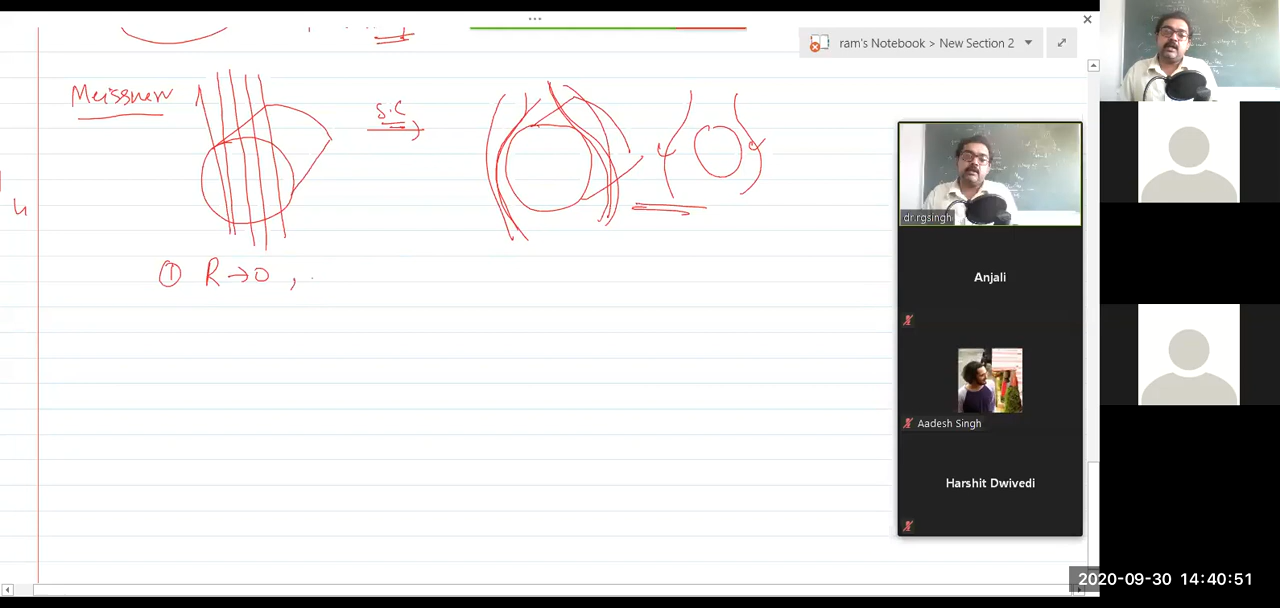 ram's Notebook > New Section 2
Meissner
S.C
① R → 0 ,
dr.rgsingh
Anjali
Aadesh Singh
Harshit Dwivedi
2020-09-30 14:40:51